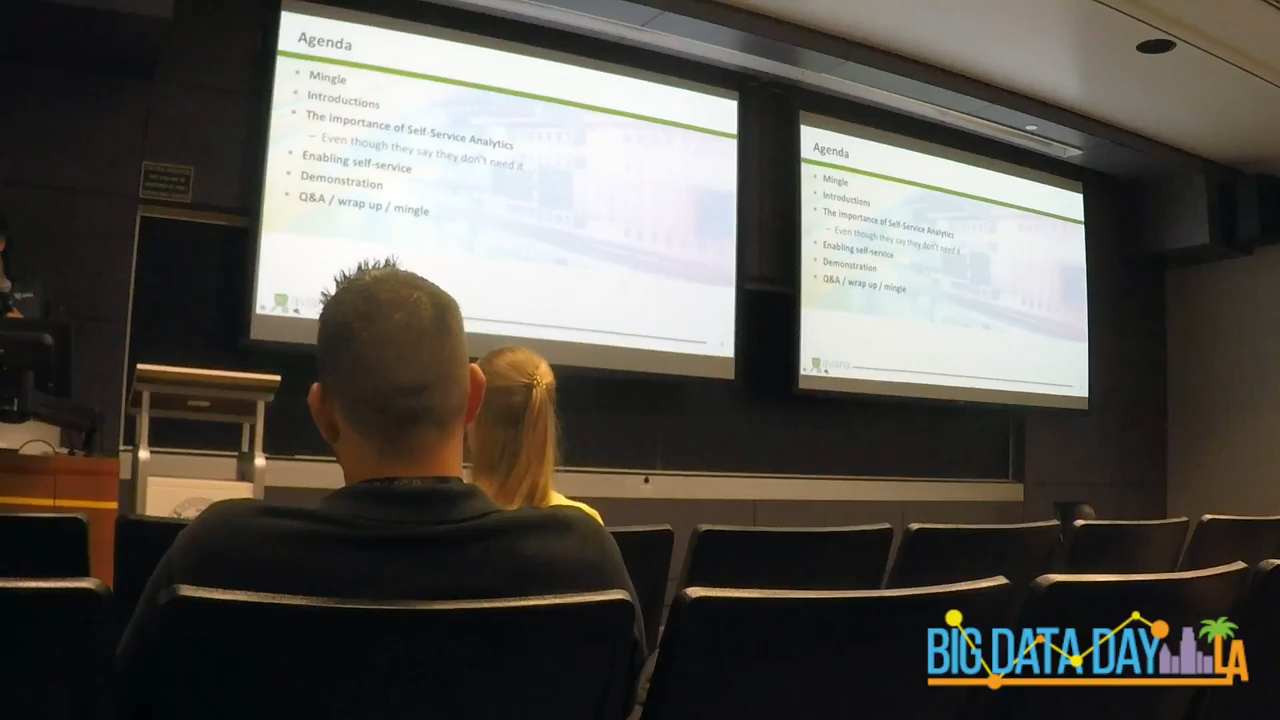 Agenda
Mingle
Introductions
The importance of Self-Service Analytics
– Even though they say they don't need it
Enabling self-service
Demonstration
Q&A / wrap up / mingle
aviana
Agenda
Mingle
Introductions
The importance of Self-Service Analytics
– Even though they say they don't need it
Enabling self-service
Demonstration
Q&A / wrap up / mingle
aviana
BIG DATA DAY LA